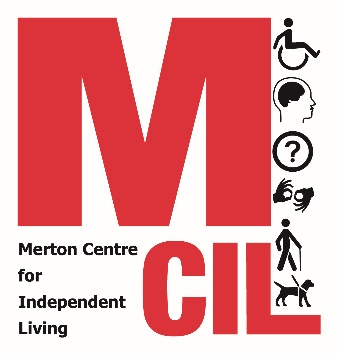 M
?
Merton Centre
for
Independent
Living
CIL